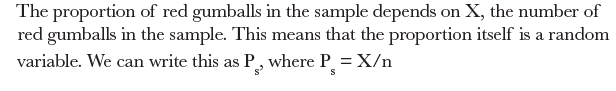 The proportion of red gumballs in the sample depends on X, the number of
red gumballs in the sample. This means that the proportion itself is a random
variable. We can write this as Pₛ, where Pₛ = X/n